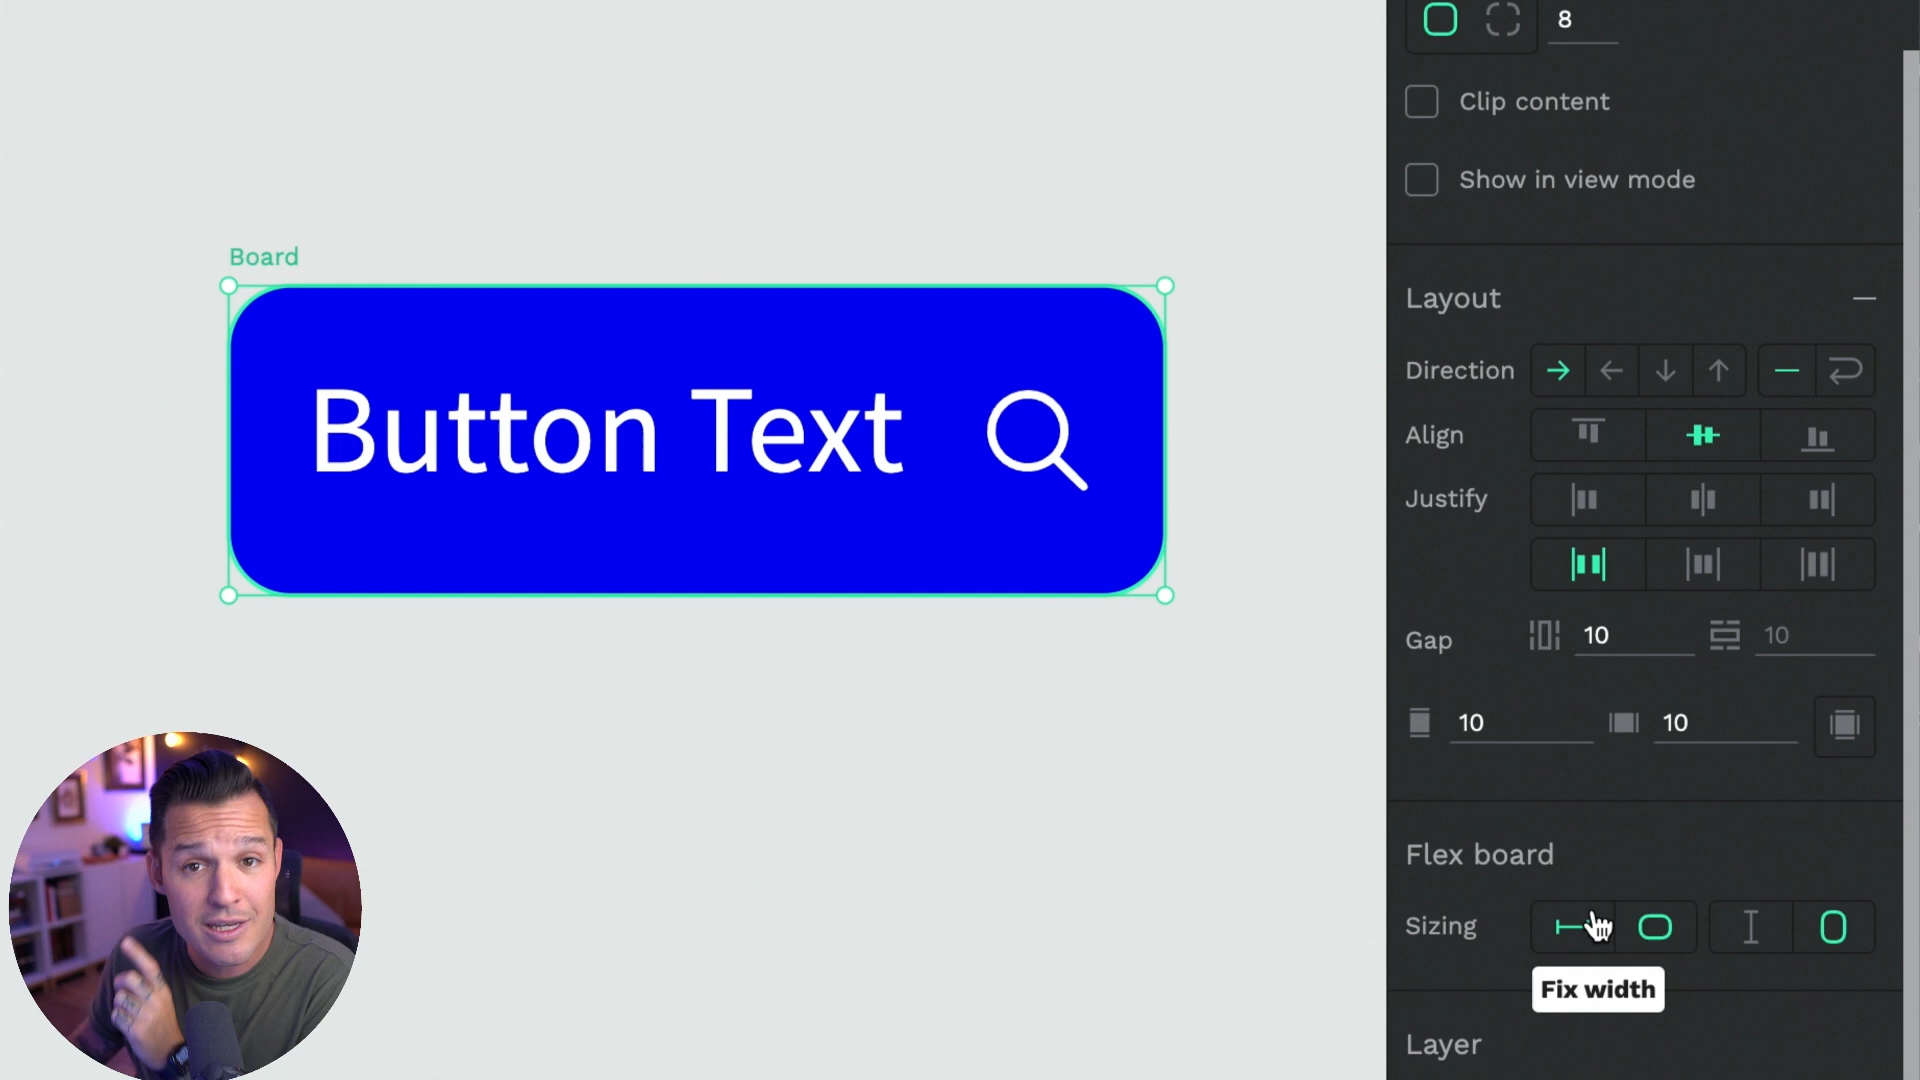 8
Clip content
Show in view mode
Board
Layout
Direction
Button Text
Align
Justify
Gap 10 10
10 10
Flex board
Sizing
Fix width
Layer